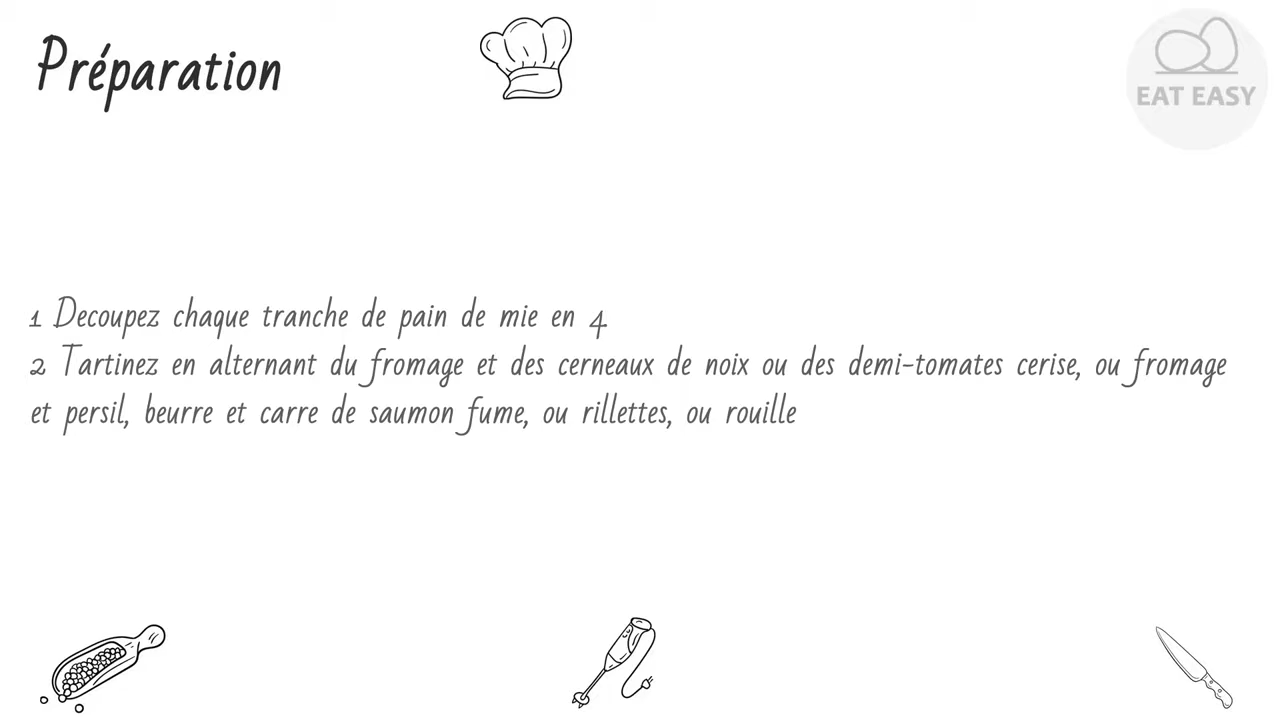 Préparation
EAT EASY
1 Decoupez chaque tranche de pain de mie en 4.
2 Tartinez en alternant du fromage et des cerneaux de noix ou des demi-tomates cerise, ou fromage
et persil, beurre et carre de saumon fume, ou rillettes, ou rouille